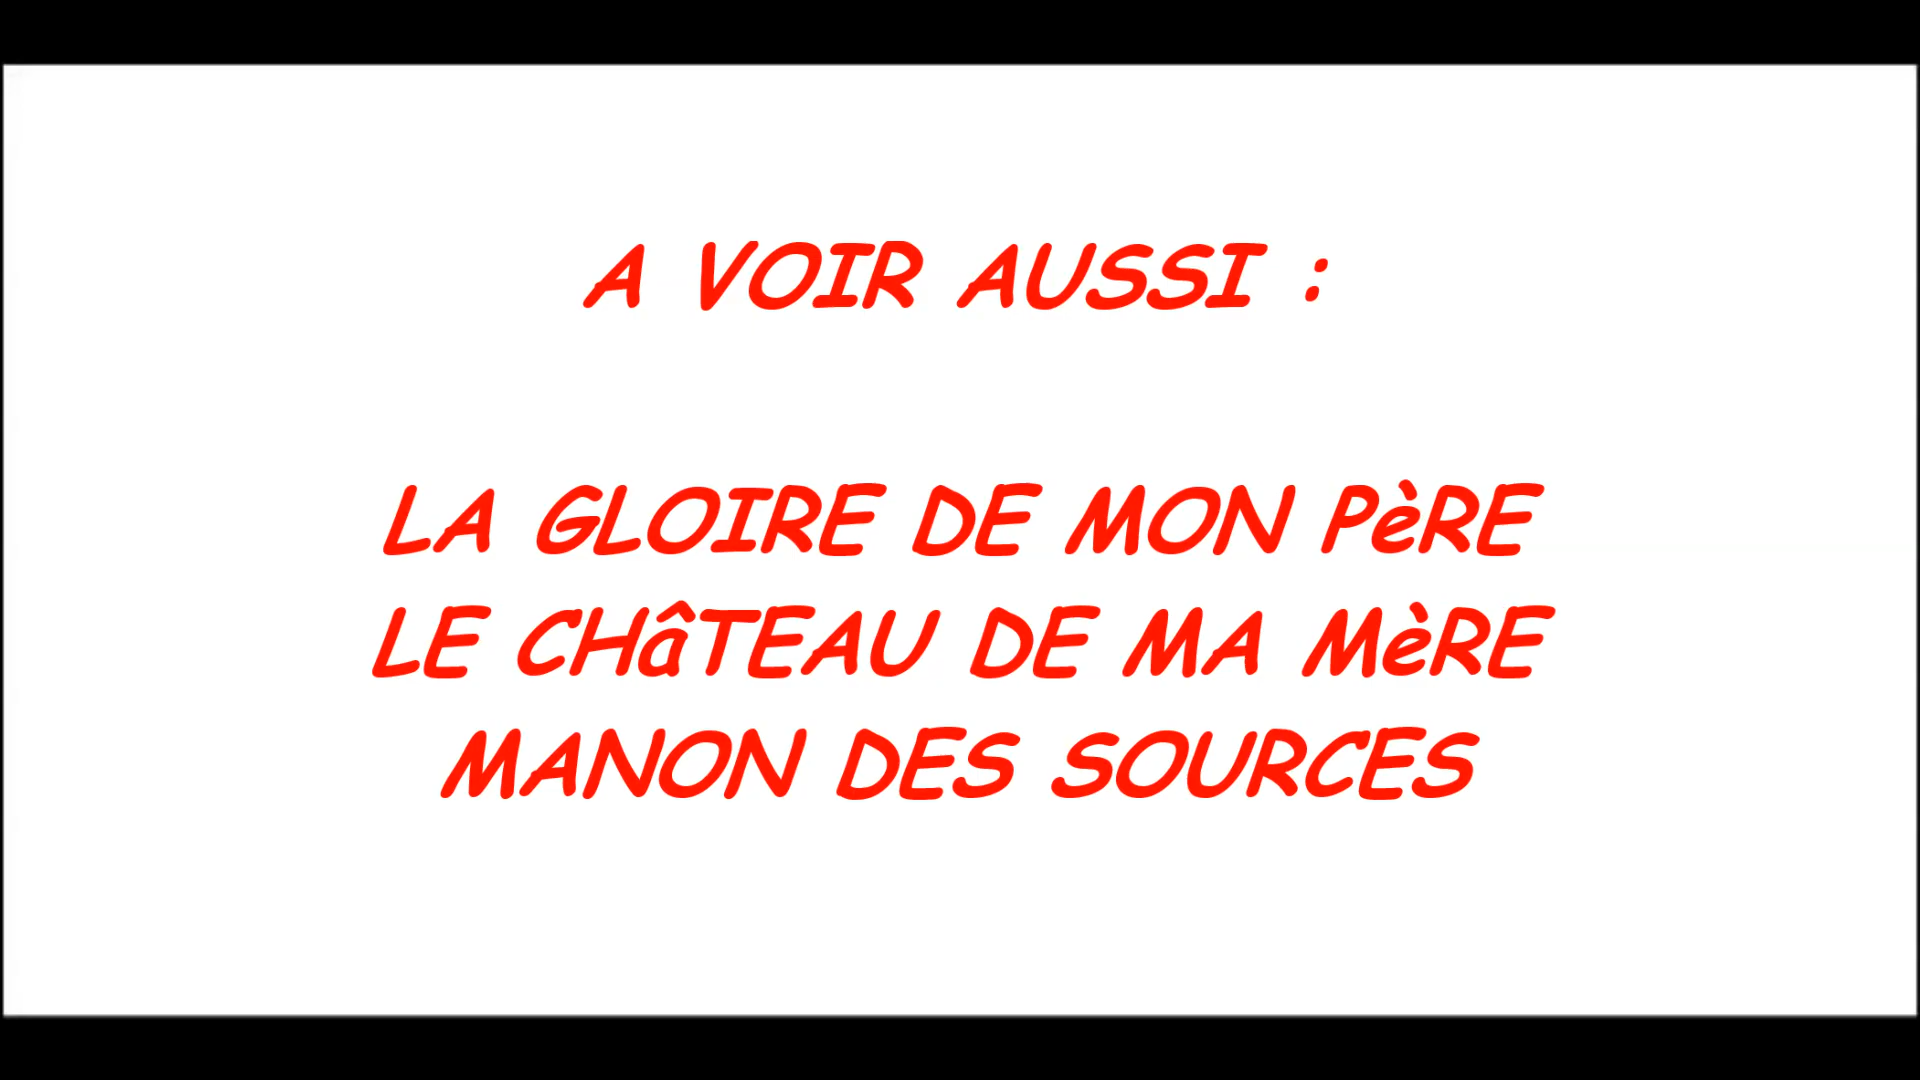 A VOIR AUSSI :
LA GLOIRE DE MON PèRE
LE CHâTEAU DE MA MèRE
MANON DES SOURCES